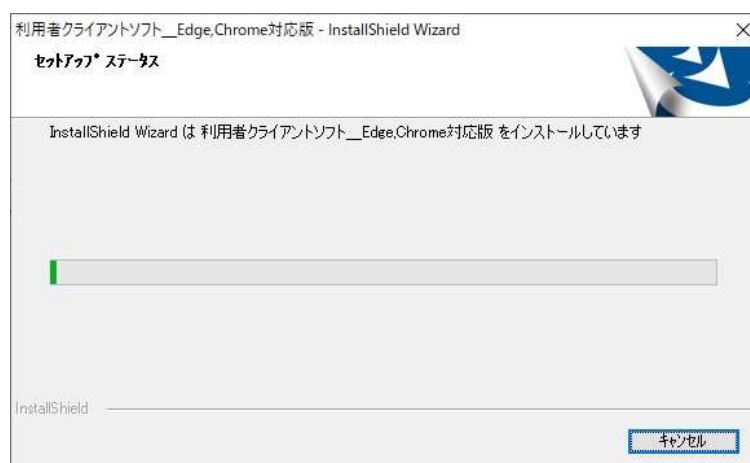 利用者クライアントソフト__Edge,Chrome対応版 - InstallShield Wizard
セットアップ ステータス
InstallShield Wizard は 利用者クライアントソフト__Edge,Chrome対応版 をインストールしています
InstallShield
キャンセル